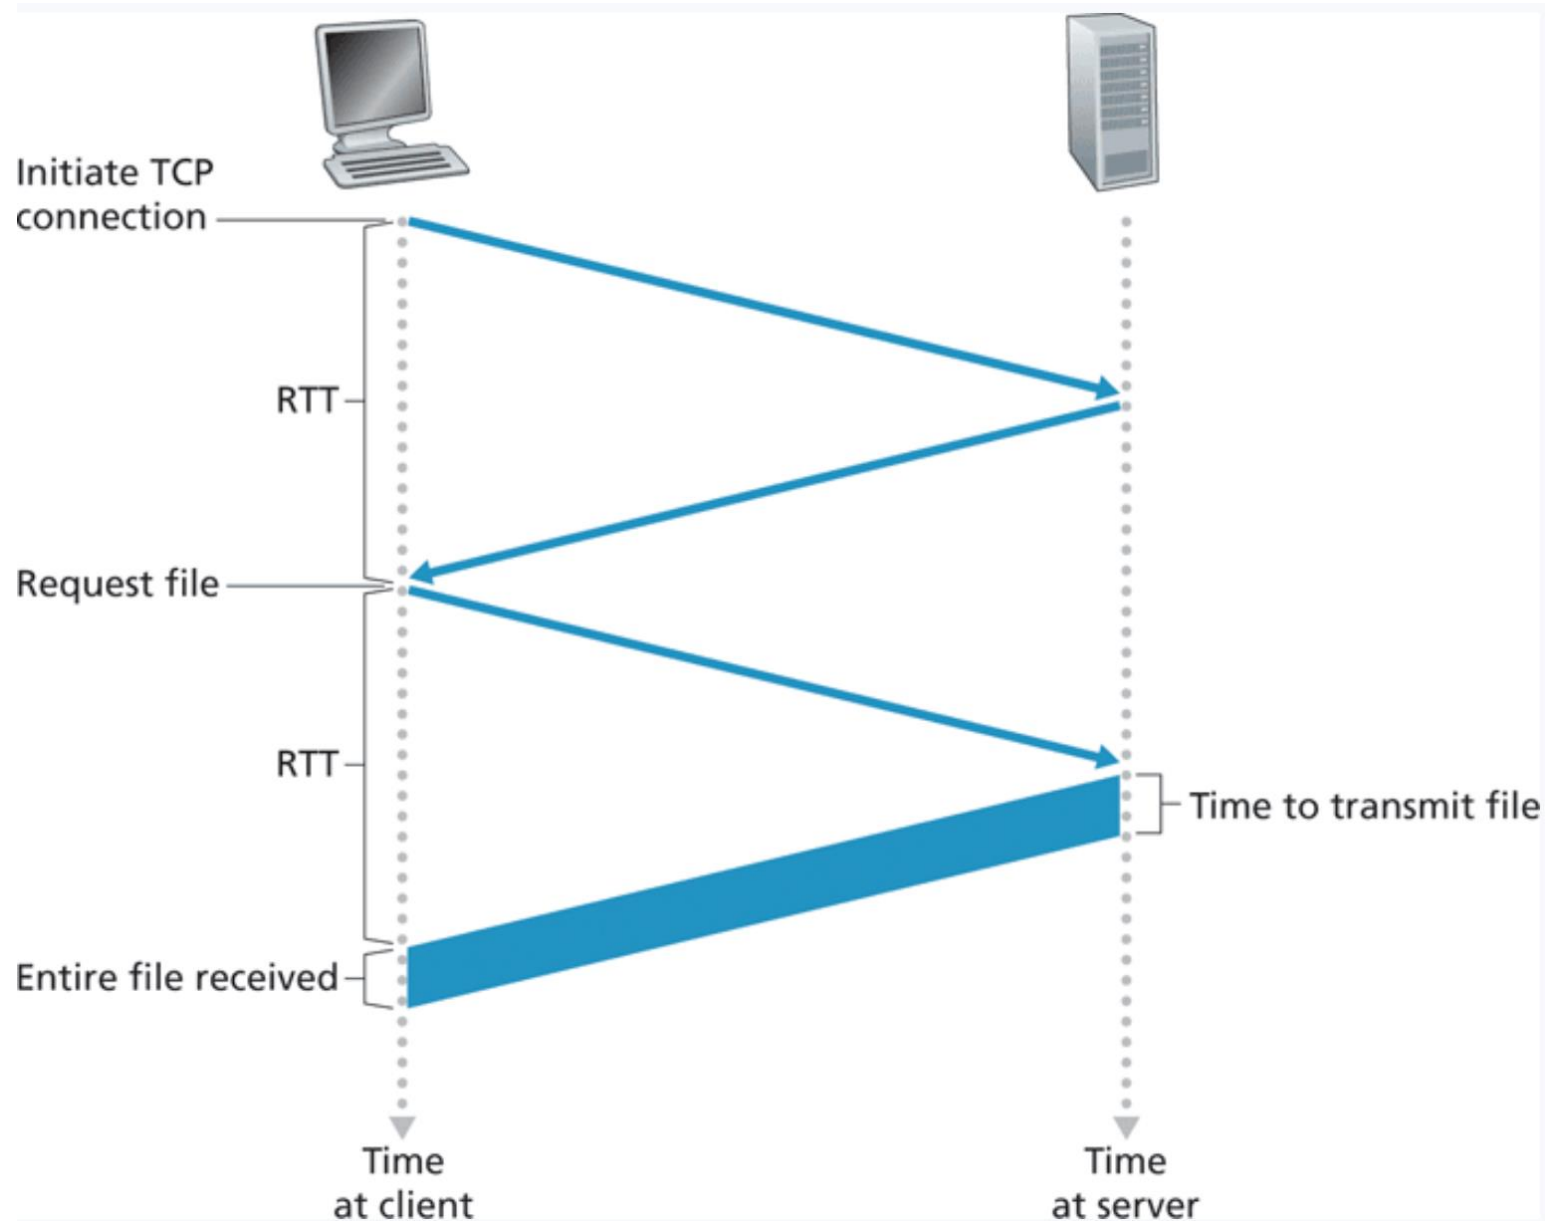 Initiate TCP
connection
RTT
Request file
RTT
Time to transmit file
Entire file received
Time
at client
Time
at server